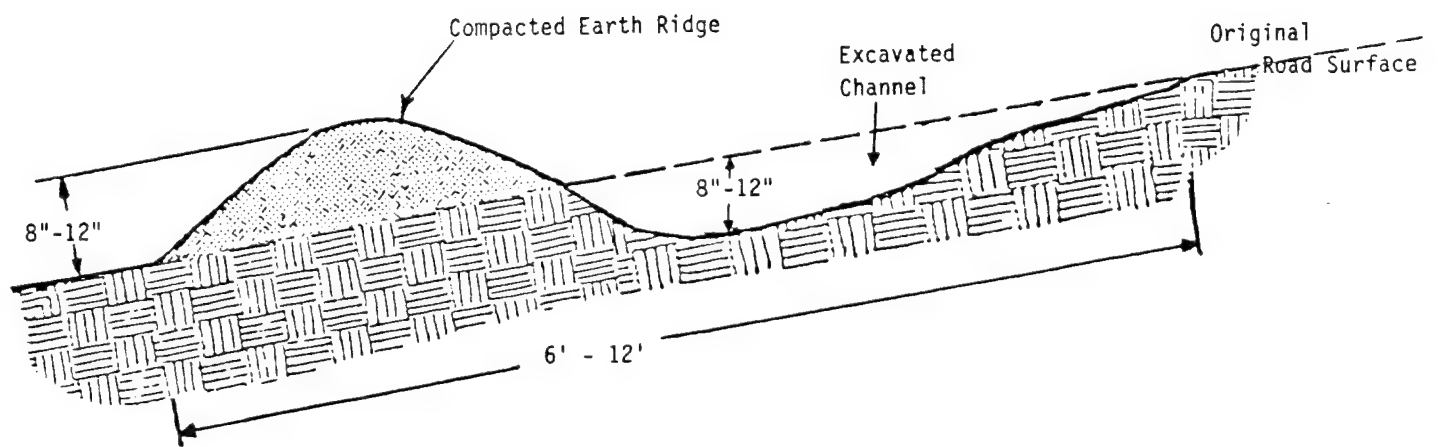 Compacted Earth Ridge
Excavated
Channel
Original
Road Surface
8"-12"
8"-12"
6' - 12'